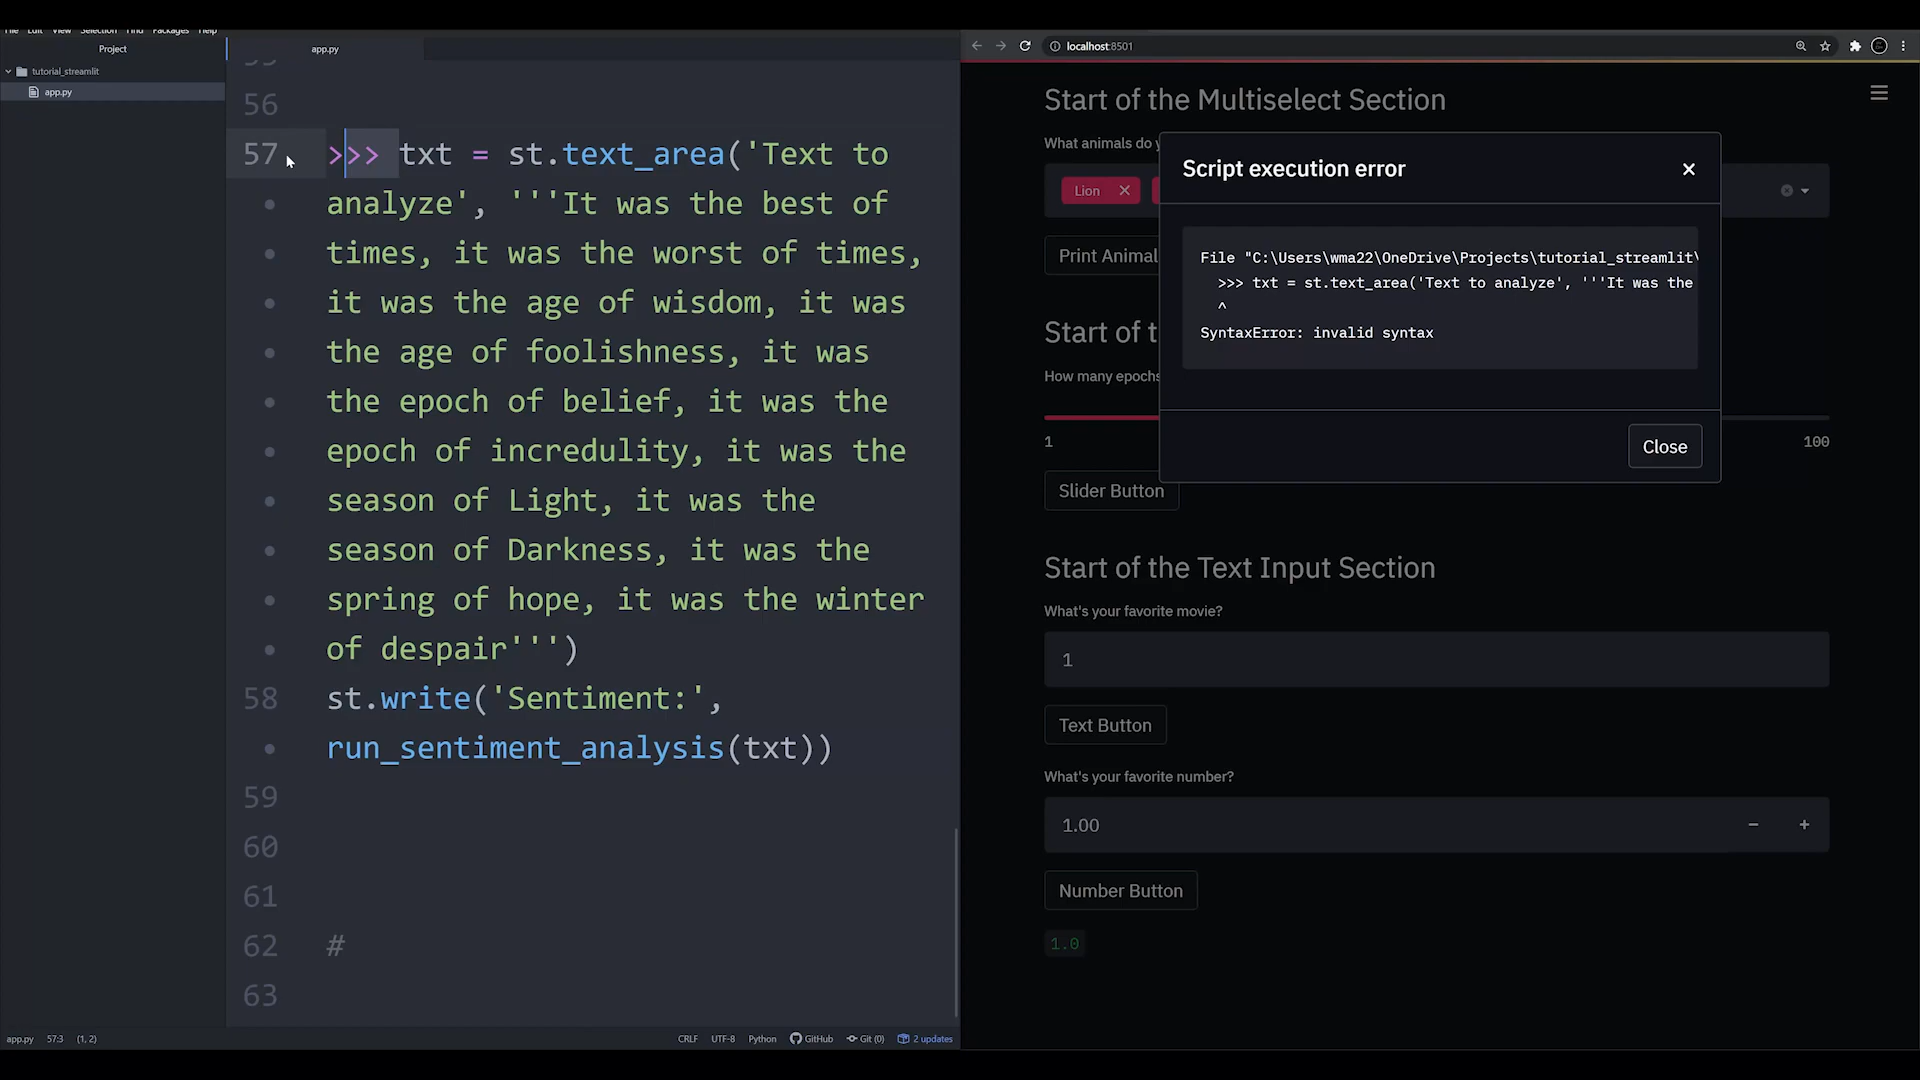 File Edit View Selection Find Packages Help
Project
app.py
tutorial_streamlit
app.py
56
57 >>> txt = st.text_area('Text to
analyze', '''It was the best of
times, it was the worst of times,
it was the age of wisdom, it was
the age of foolishness, it was
the epoch of belief, it was the
epoch of incredulity, it was the
season of Light, it was the
season of Darkness, it was the
spring of hope, it was the winter
of despair''')
58 st.write('Sentiment:',
run_sentiment_analysis(txt))
59
60
61
62 #
63
app.py 57:3 (1, 2)
CRLF UTF-8 Python GitHub Git (0) 2 updates
localhost:8501
Start of the Multiselect Section
What animals do y
Lion
Print Animal
Start of t
How many epochs
1 100
Slider Button
Script execution error
File "C:\Users\wma22\OneDrive\Projects\tutorial_streamlit\
>>> txt = st.text_area('Text to analyze', '''It was the
^
SyntaxError: invalid syntax
Close
Start of the Text Input Section
What's your favorite movie?
1
Text Button
What's your favorite number?
1.00
Number Button
1.0